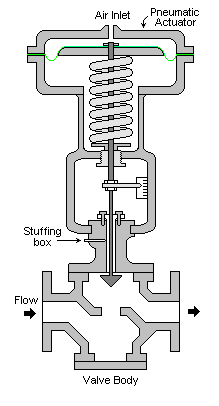 Air Inlet
Pneumatic
Actuator
Stuffing
box
Flow
Valve Body